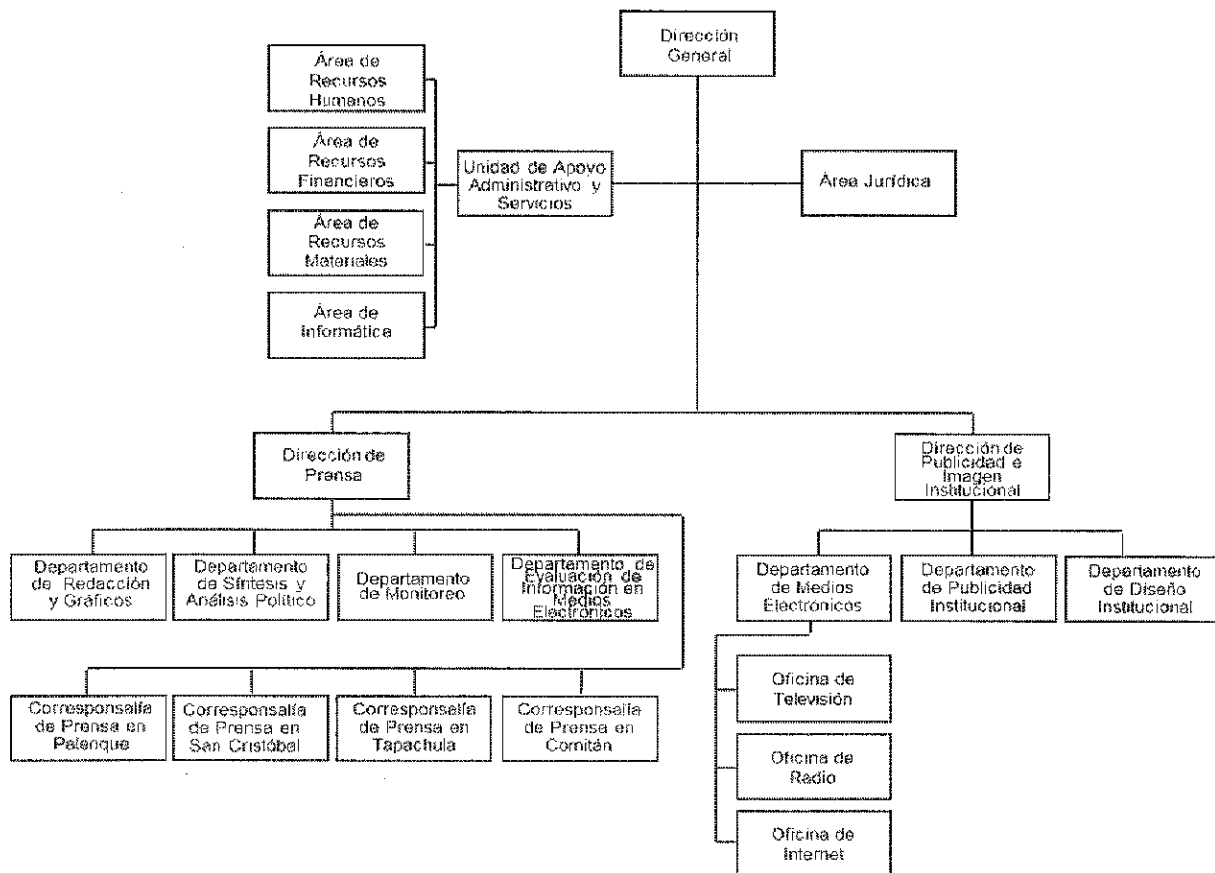 Dirección
General
Área de
Recursos
Humanos
Área de
Recursos
Financieros
Unidad de Apoyo
Administrativo y
Servicios
Área Jurídica
Área de
Recursos
Materiales
Área de
Informática
Dirección de
Prensa
Dirección de
Publicidad e
Imagen
Institucional
Departamento
de Redacción
y Gráficos
Departamento
de Síntesis y
Análisis Político
Departamento
de Monitoreo
Departamento de
Evaluación de
Información en
Medios
Electrónicos
Departamento
de Medios
Electrónicos
Departamento
de Publicidad
Institucional
Departamento
de Diseño
Institucional
Corresponsalía
de Prensa en
Palenque
Corresponsalía
de Prensa en
San Cristóbal
Corresponsalía
de Prensa en
Tapachula
Corresponsalía
de Prensa en
Comitán
Oficina de
Televisión
Oficina de
Radio
Oficina de
Internet